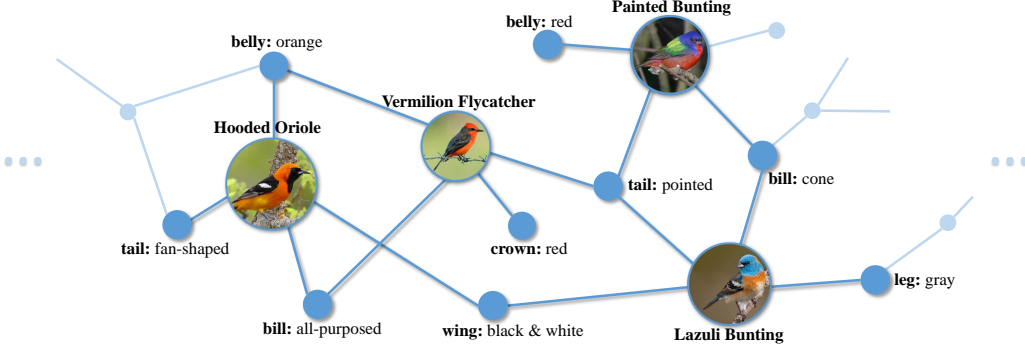 Painted Bunting
belly: red
belly: orange
Vermilion Flycatcher
Hooded Oriole
tail: pointed
bill: cone
tail: fan-shaped
crown: red
leg: gray
bill: all-purposed
wing: black & white
Lazuli Bunting